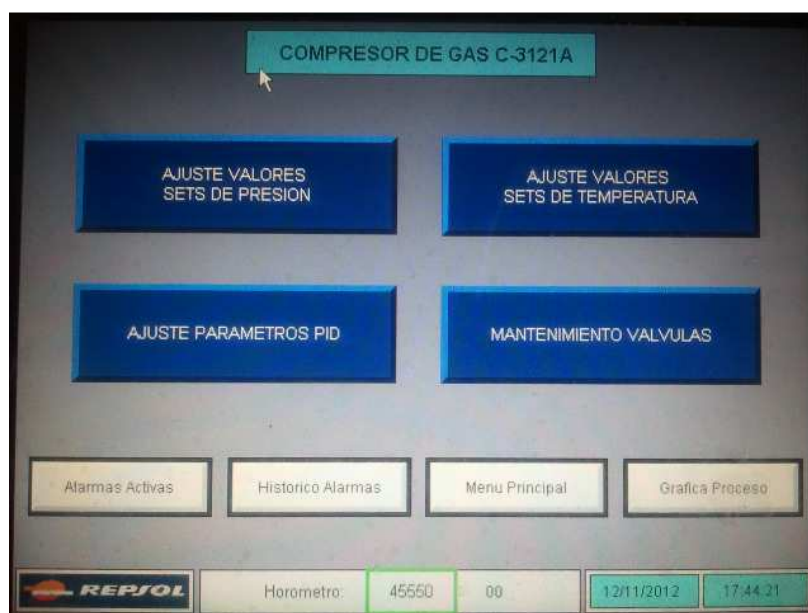 COMPRESOR DE GAS C-3121A
AJUSTE VALORES
SETS DE PRESION
AJUSTE VALORES
SETS DE TEMPERATURA
AJUSTE PARAMETROS PID
MANTENIMIENTO VALVULAS
Alarmas Activas
Historico Alarmas
Menu Principal
Grafica Proceso
REPSOL Horometro: 45550 00 12/11/2012 17:44:21